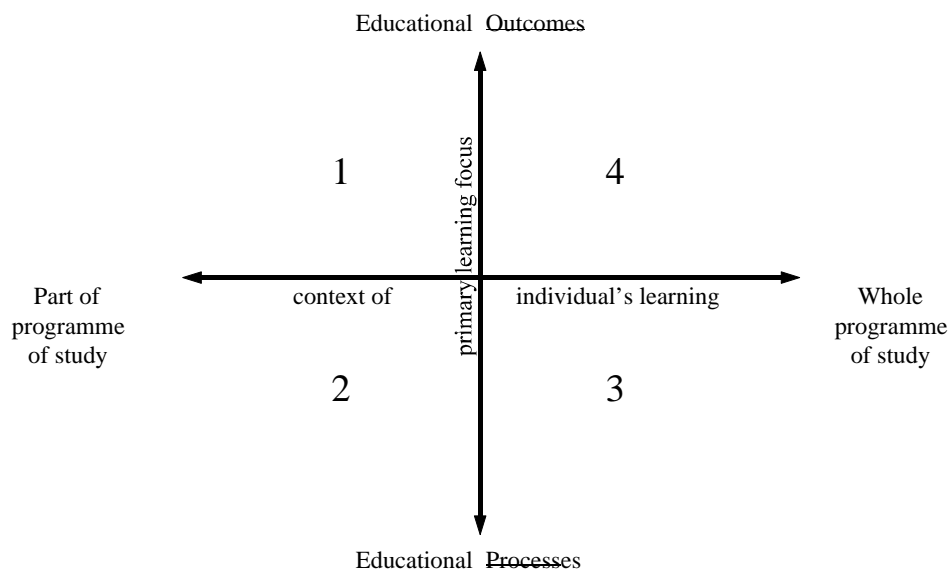 Educational Outcomes
primary learning focus
1
4
context of
individual's learning
Part of
programme
of study
Whole
programme
of study
2
3
Educational Processes